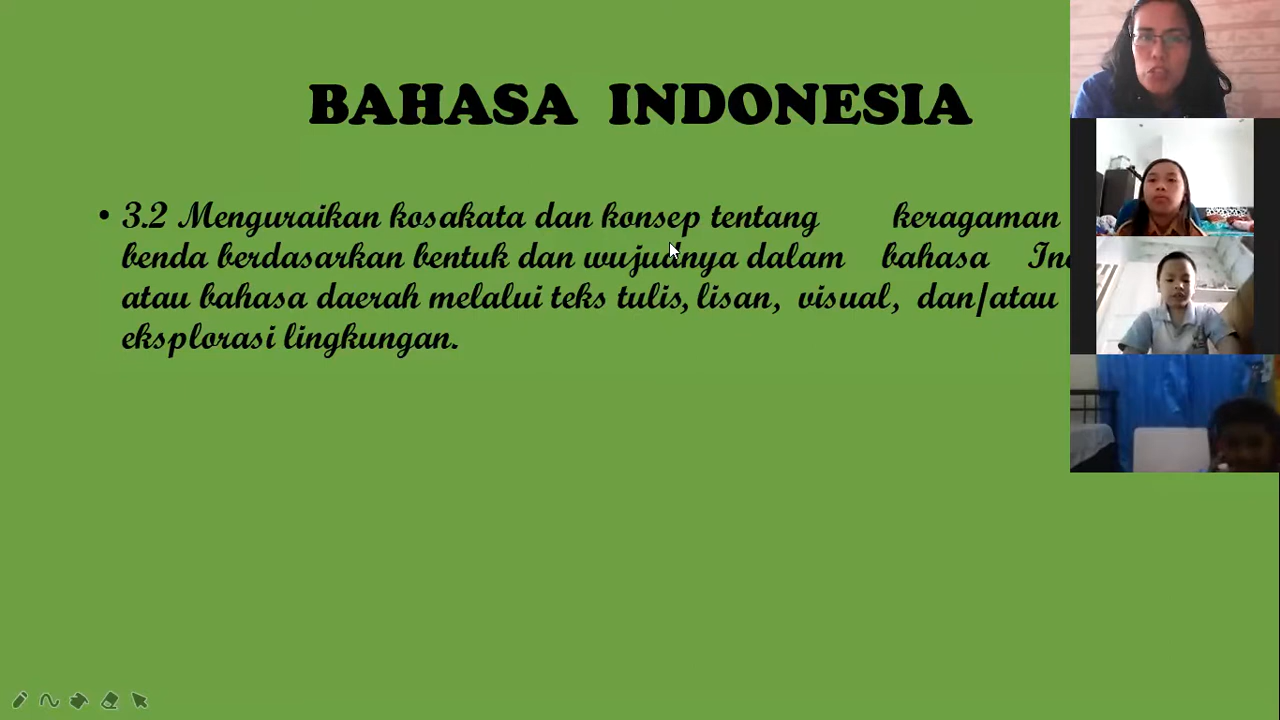 BAHASA INDONESIA
• 3.2 Menguraikan kosakata dan konsep tentang keragaman
benda berdasarkan bentuk dan wujudnya dalam bahasa
atau bahasa daerah melalui teks tulis, lisan, visual, dan/atau
eksplorasi lingkungan.